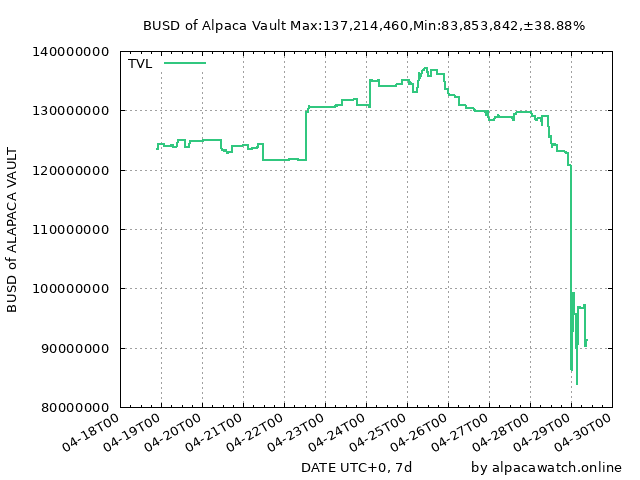 BUSD of Alpaca Vault Max:137,214,460,Min:83,853,842,±38.88%
TVL
140000000
130000000
120000000
110000000
100000000
90000000
80000000
BUSD of ALAPACA VAULT
04-18T00
04-19T00
04-20T00
04-21T00
04-22T00
04-23T00
04-24T00
04-25T00
04-26T00
04-27T00
04-28T00
04-29T00
04-30T00
DATE UTC+0, 7d
by alpacawatch.online